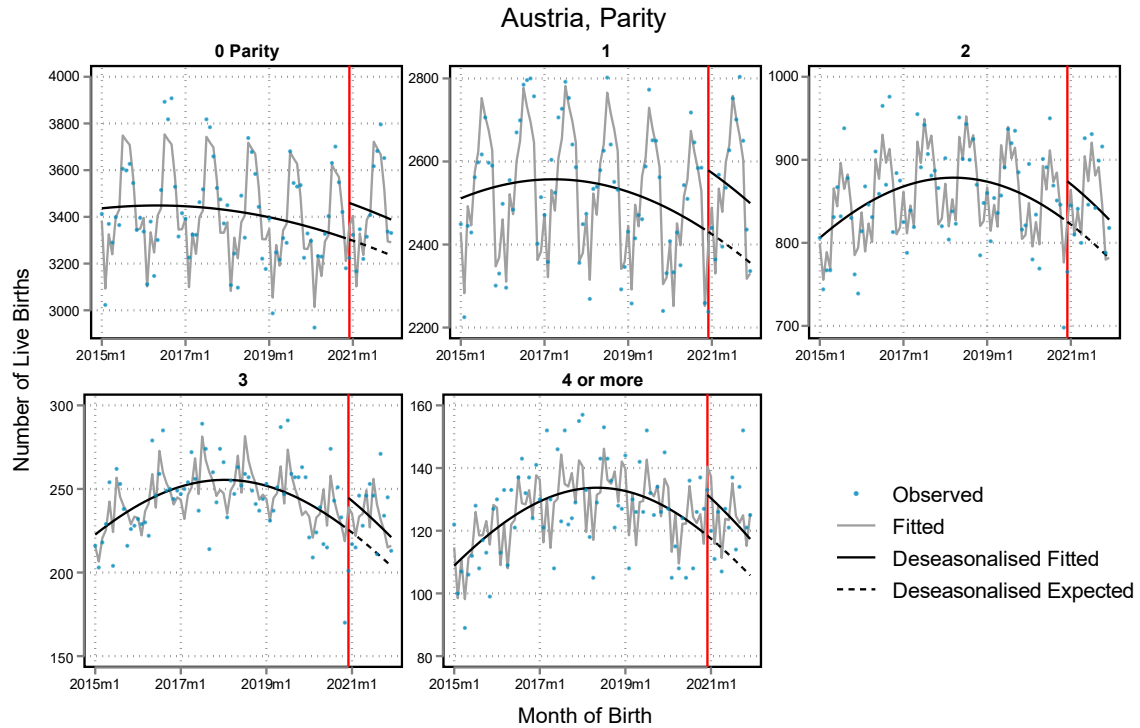 Austria, Parity
Number of Live Births
0 Parity
4000
3800
3600
3400
3200
3000
2015m1 2017m1 2019m1 2021m1
1
2800
2600
2400
2200
2015m1 2017m1 2019m1 2021m1
2
1000
900
800
700
2015m1 2017m1 2019m1 2021m1
3
300
250
200
150
2015m1 2017m1 2019m1 2021m1
4 or more
160
140
120
100
80
2015m1 2017m1 2019m1 2021m1
Observed
Fitted
Deseasonalised Fitted
Deseasonalised Expected
Month of Birth